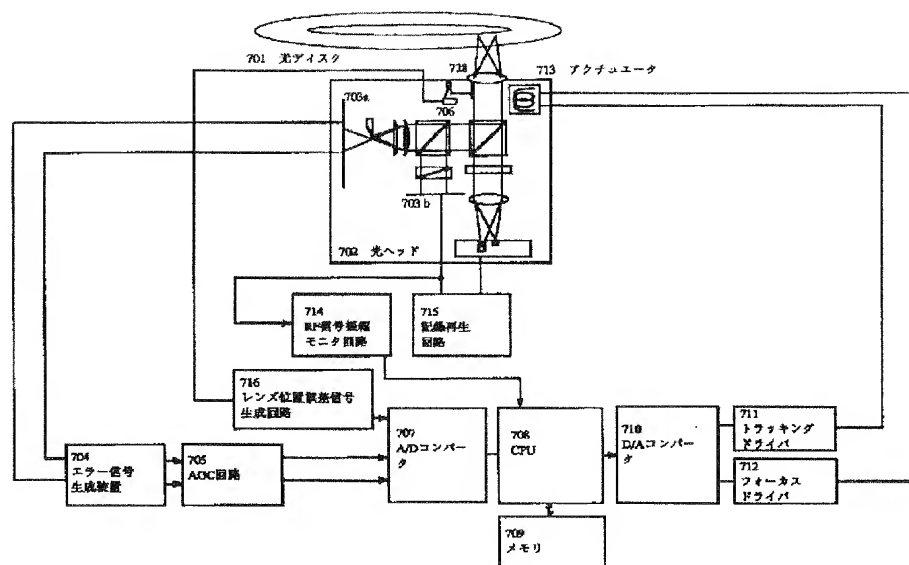 701 光ディスク
728
713 アクチュエータ
703a
706
703 b
702 光ヘッド
714
RF信号振幅
モニタ回路
715
記録再生
回路
716
レンズ位置誤差信号
生成回路
704
エラー信号
生成装置
705
AGC回路
707
A/Dコンバー
タ
708
CPU
710
D/Aコンバー
タ
711
トラッキング
ドライバ
712
フォーカス
ドライバ
709
メモリ